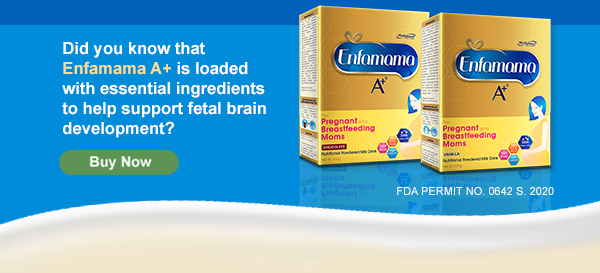 Did you know that
Enfamama A+ is loaded
with essential ingredients
to help support fetal brain
development?
Buy Now
Enfamama
A+
Pregnant and
Breastfeeding
Moms
CHOCOLATE
Nutritional Powdered Milk Drink
Enfamama
A+
Pregnant and
Breastfeeding
Moms
VANILLA
Nutritional Powdered Milk Drink
FDA PERMIT NO. 0642 S. 2020